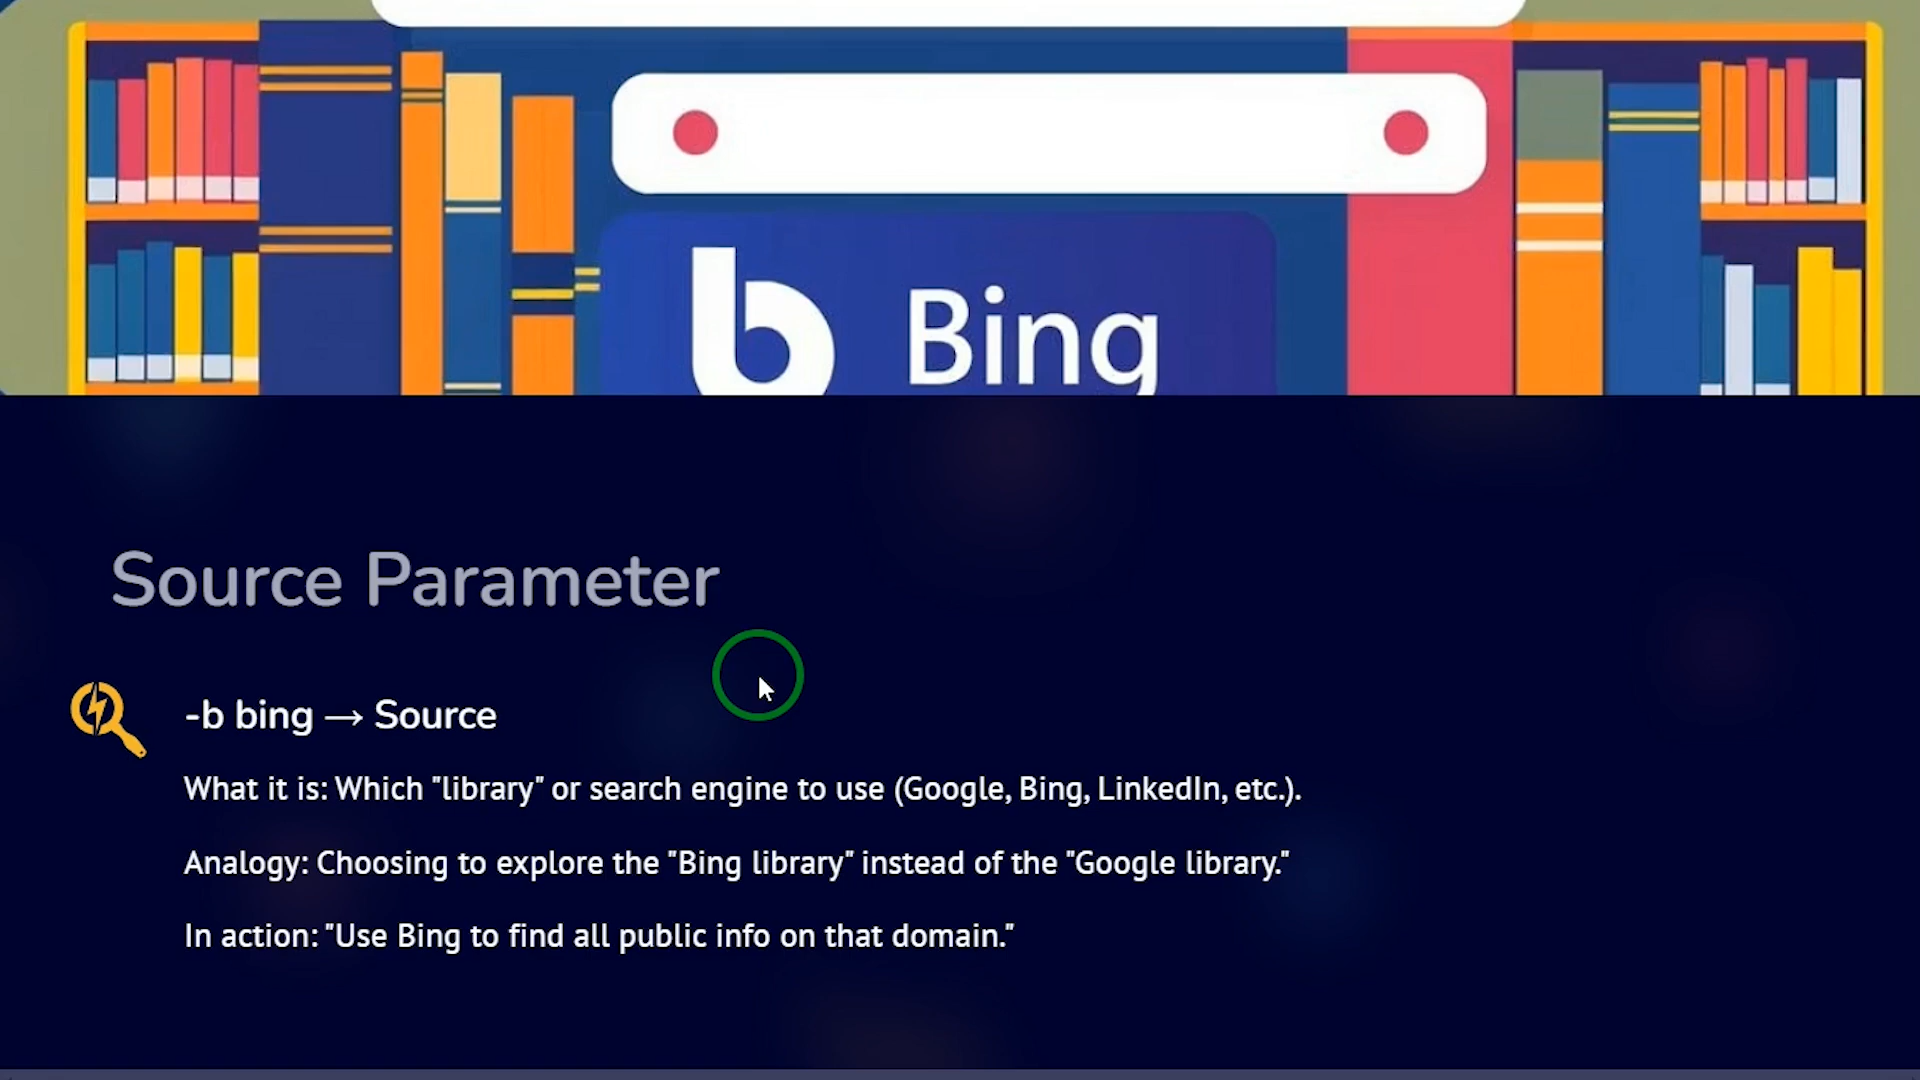 b Bing
Source Parameter
-b bing → Source
What it is: Which "library" or search engine to use (Google, Bing, LinkedIn, etc.).
Analogy: Choosing to explore the "Bing library" instead of the "Google library."
In action: "Use Bing to find all public info on that domain."